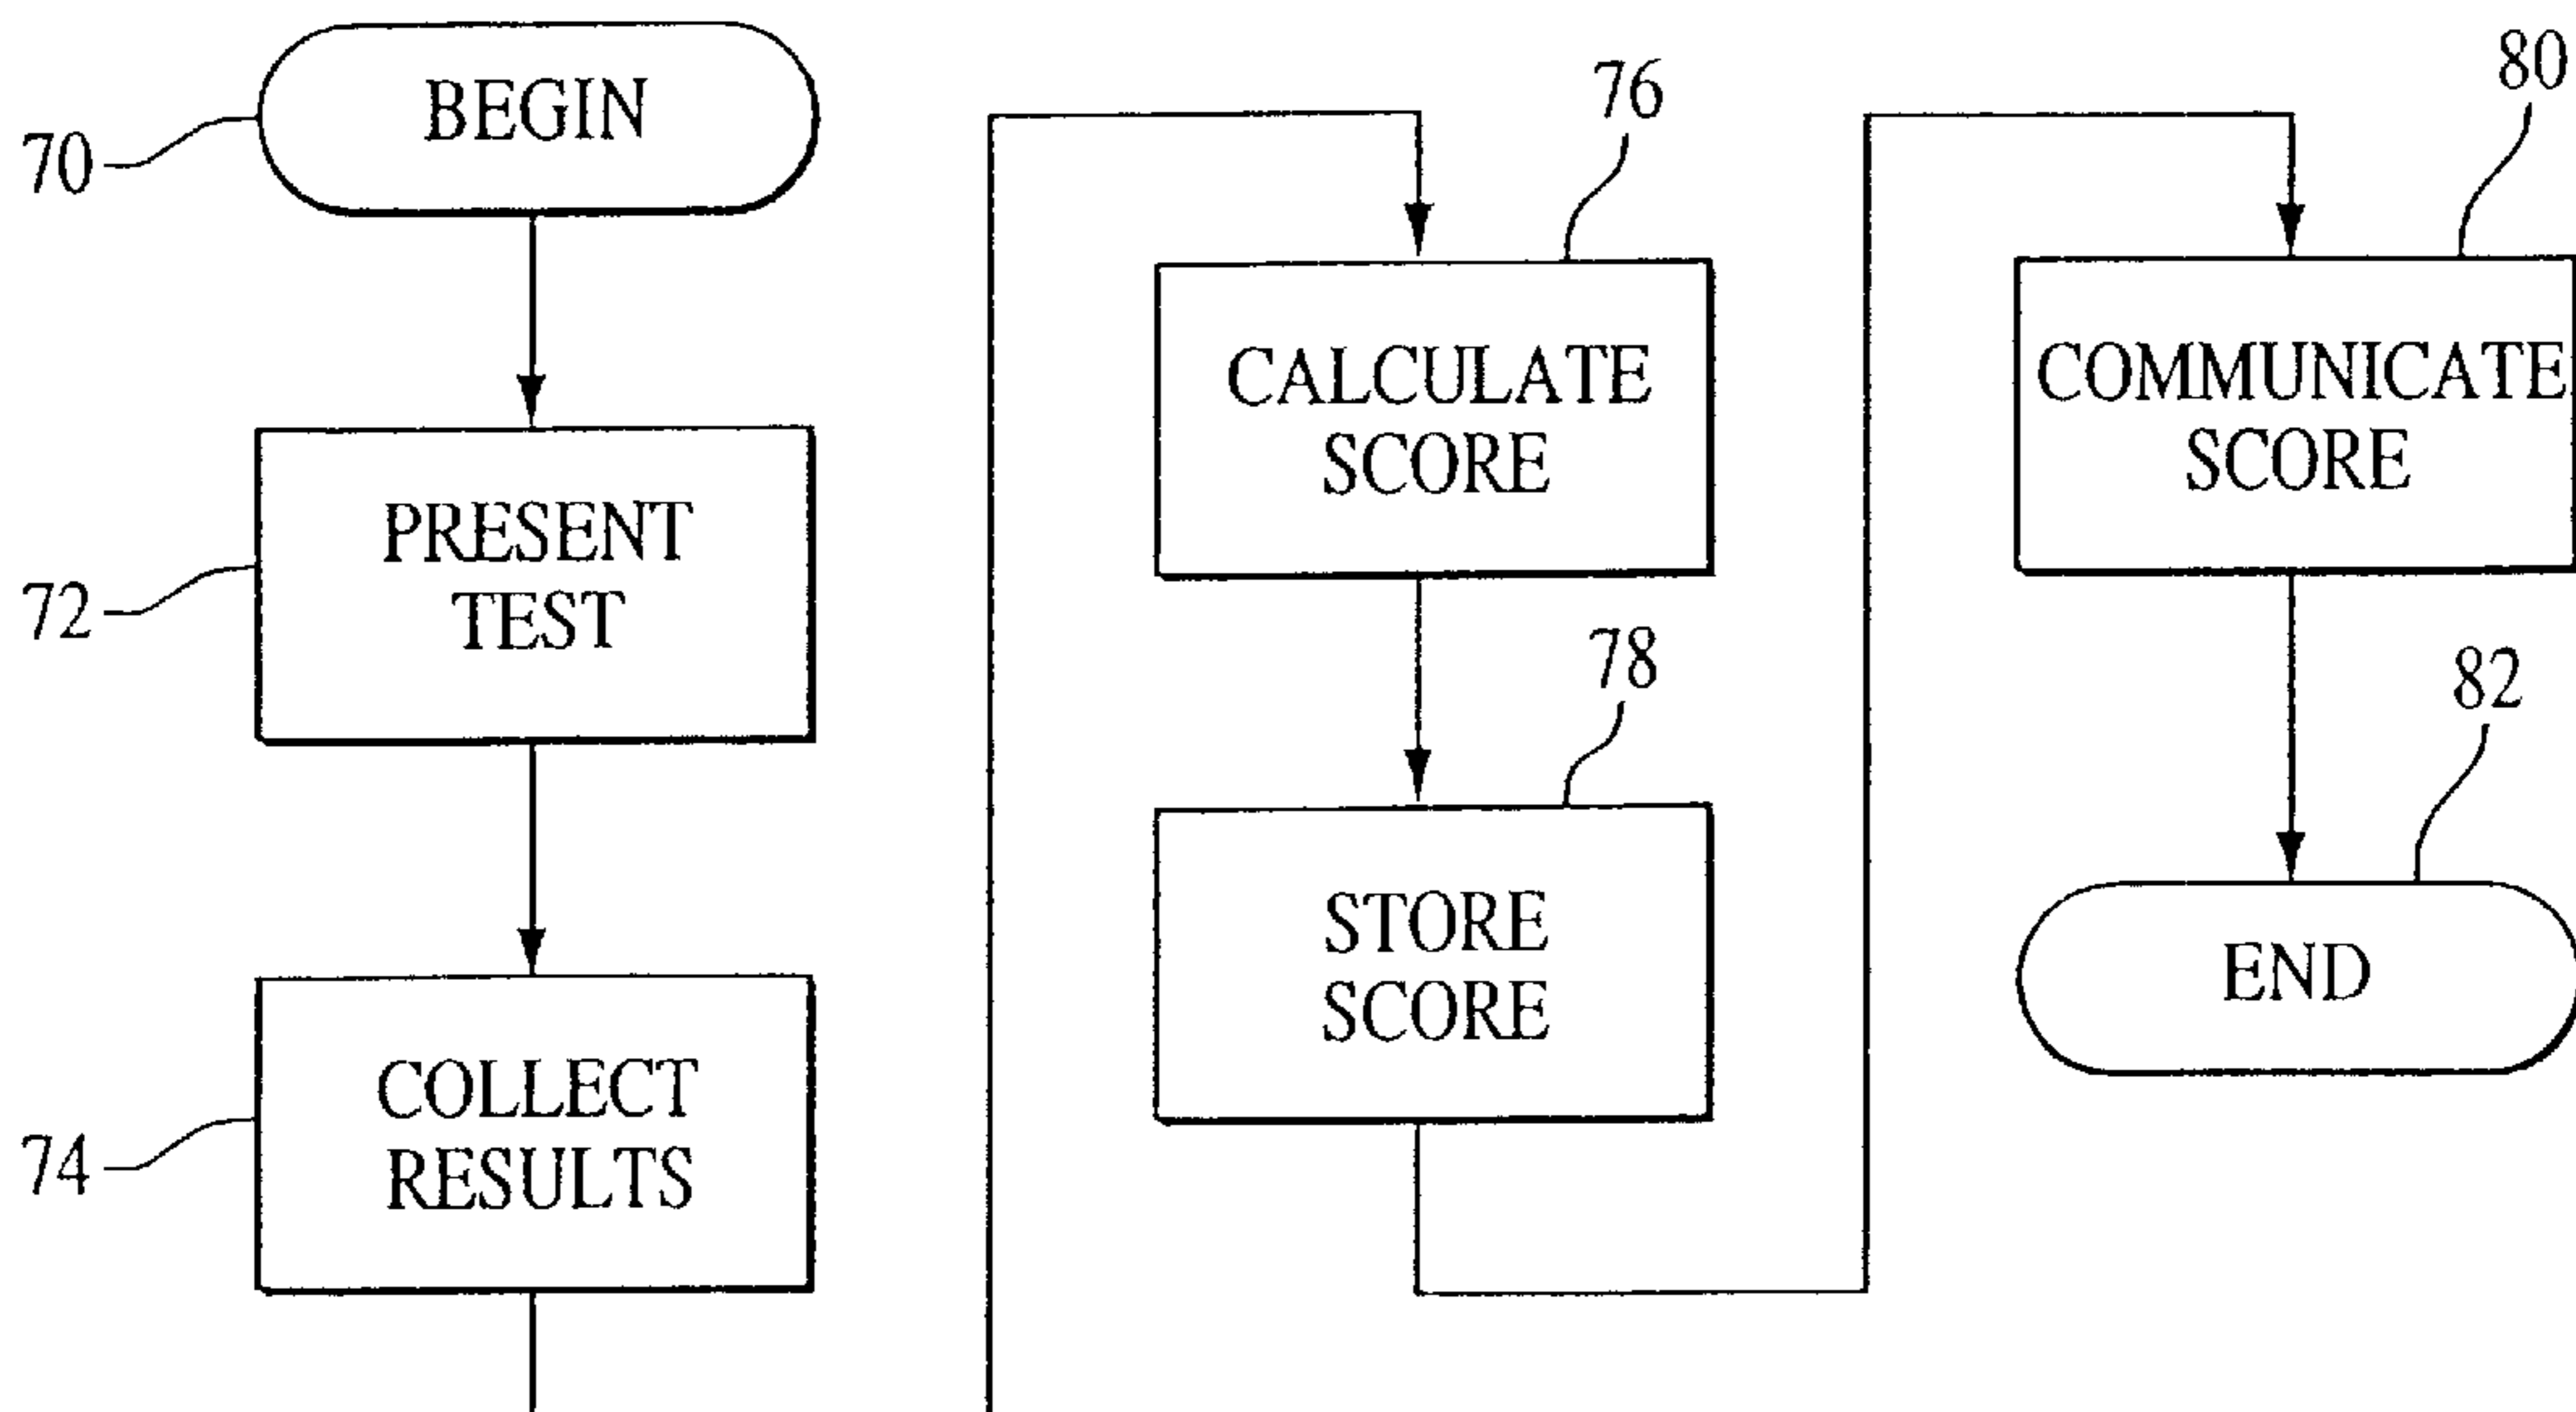 BEGIN
70
PRESENT
TEST
72
COLLECT
RESULTS
74
76
CALCULATE
SCORE
78
STORE
SCORE
80
COMMUNICATE
SCORE
82
END